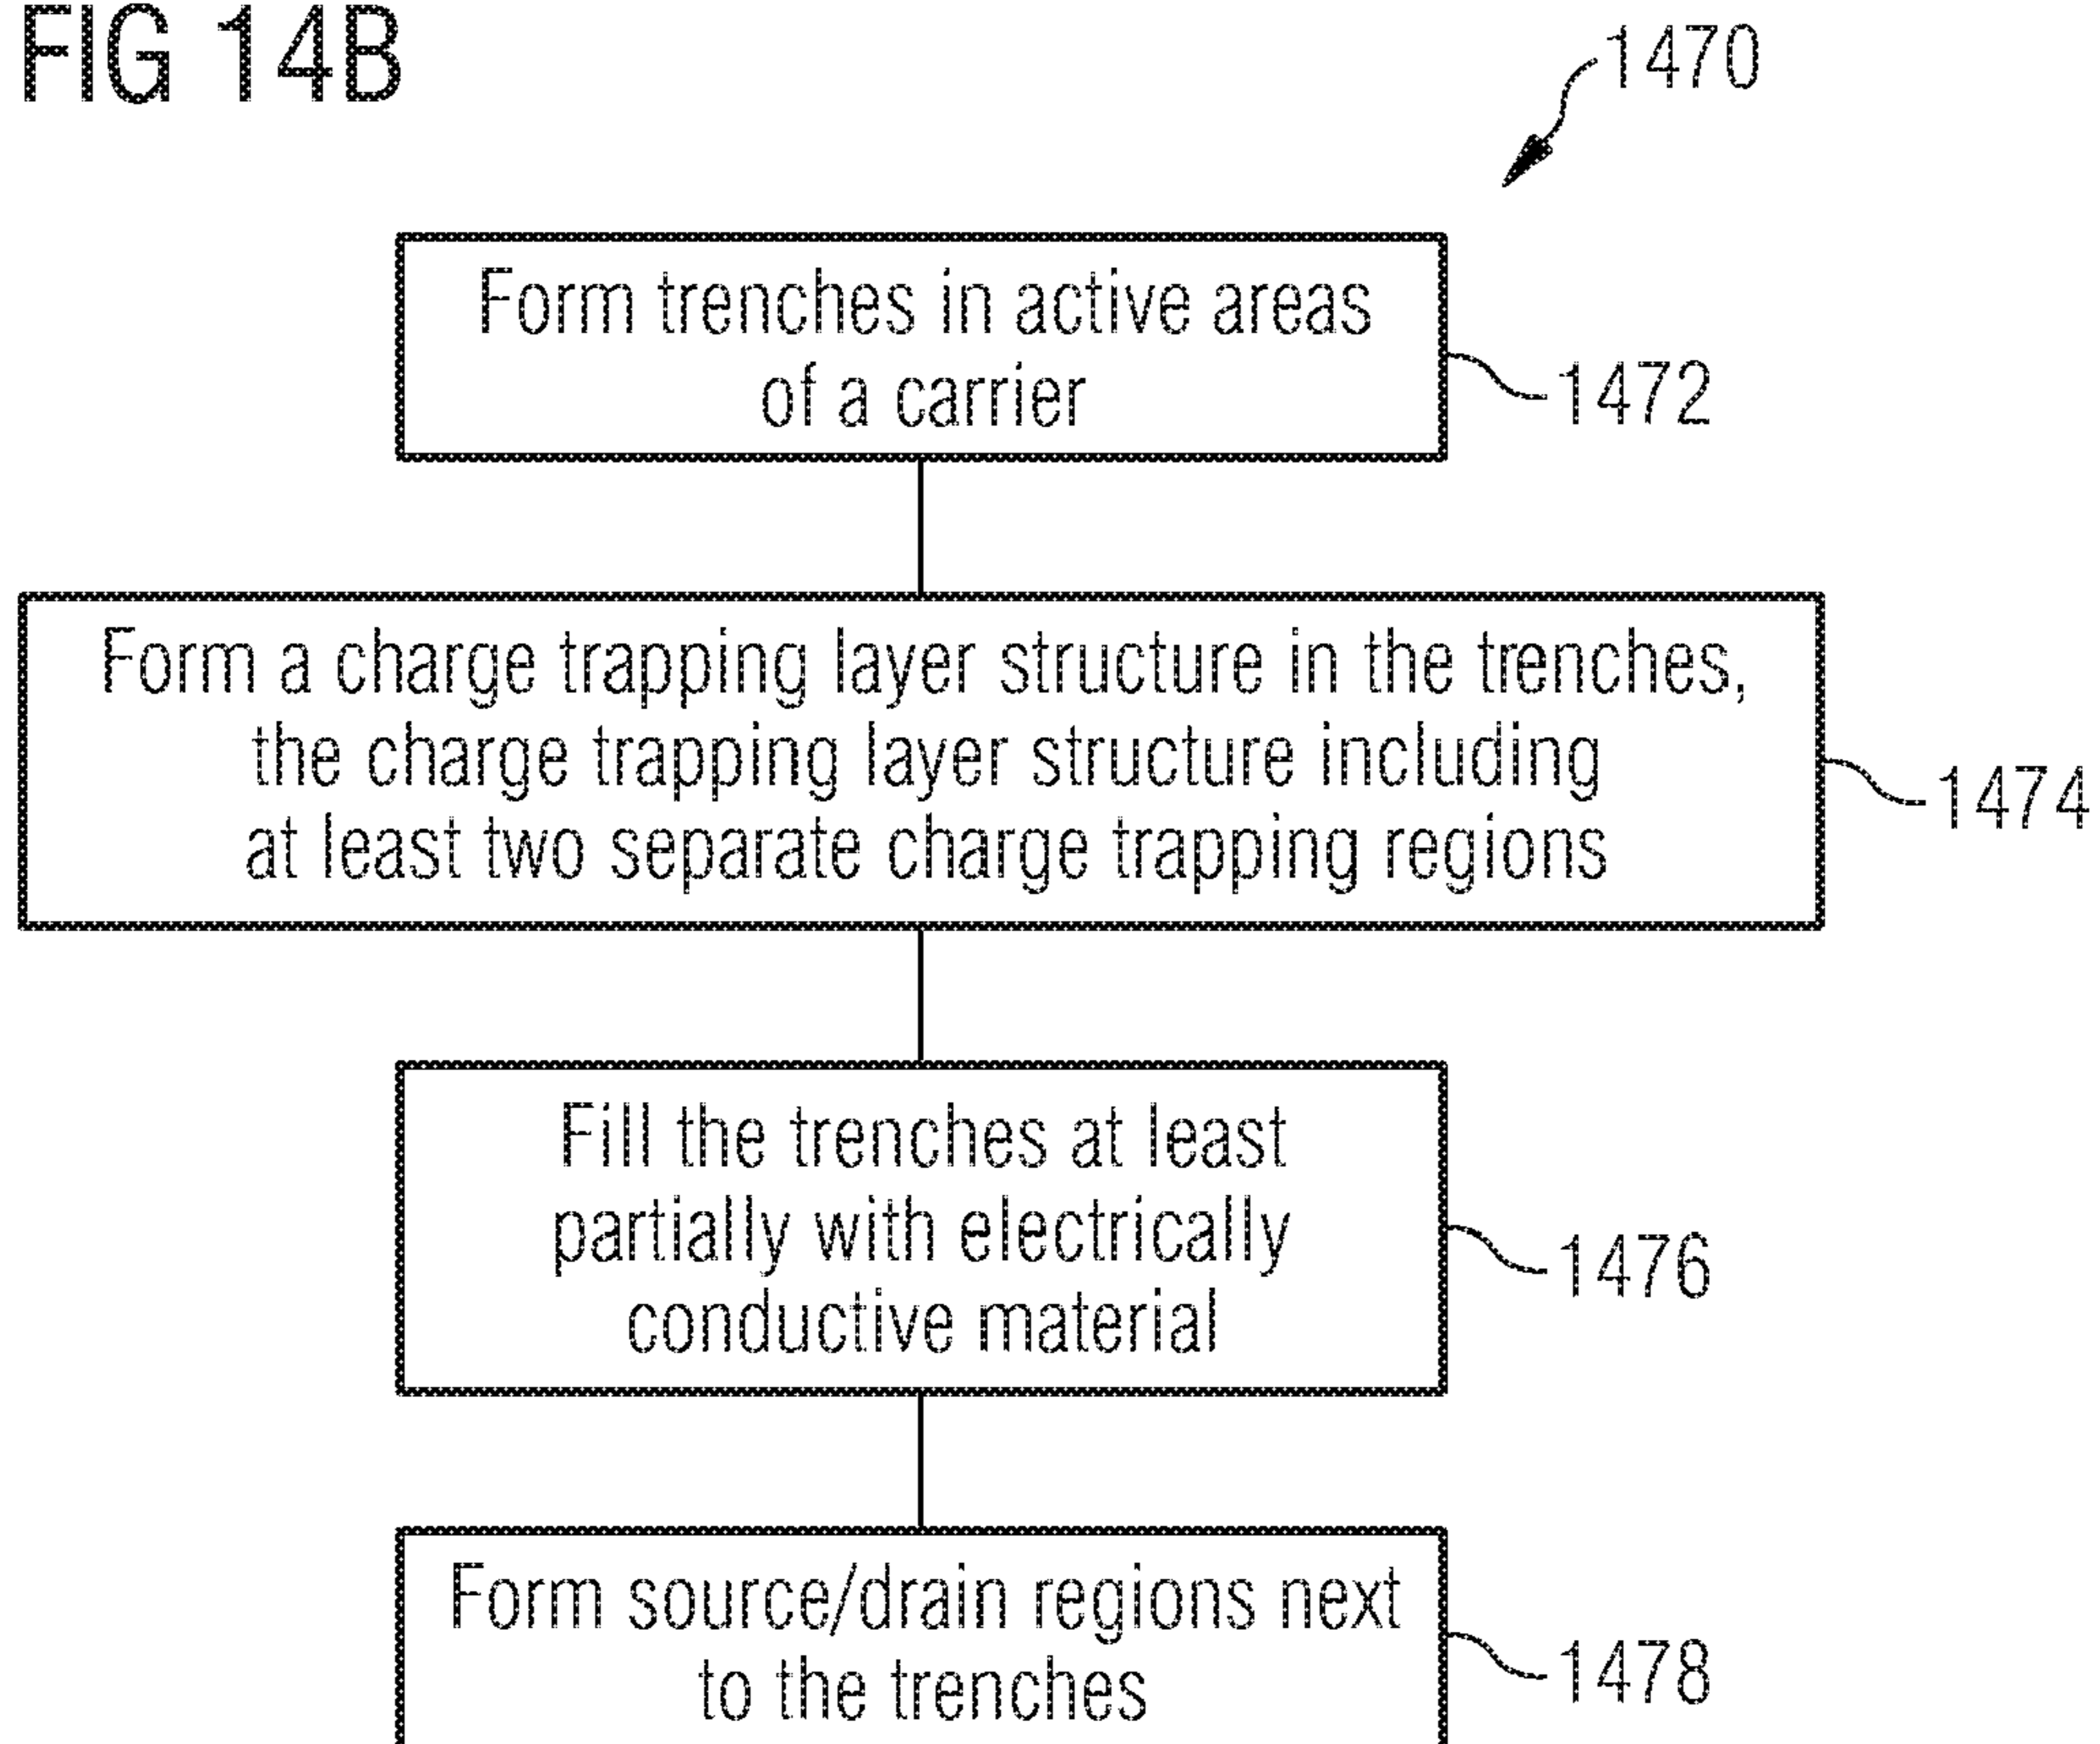 FIG 14B
1470
Form trenches in active areas
of a carrier
1472
Form a charge trapping layer structure in the trenches,
the charge trapping layer structure including
at least two separate charge trapping regions
1474
Fill the trenches at least
partially with electrically
conductive material
1476
Form source/drain regions next
to the trenches
1478